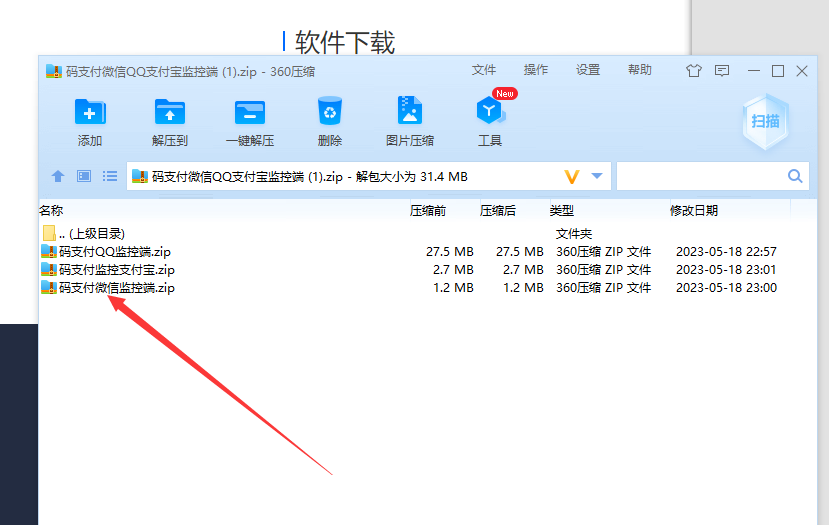 软件下载
码支付微信QQ支付宝监控端 (1).zip - 360压缩
文件 操作 设置 帮助
New
添加 解压到 一键解压 删除 图片压缩 工具
扫描
码支付微信QQ支付宝监控端 (1).zip - 解包大小为 31.4 MB
名称 压缩前 压缩后 类型 修改日期
.. (上级目录) 文件夹
码支付QQ监控端.zip 27.5 MB 27.5 MB 360压缩 ZIP 文件 2023-05-18 22:57
码支付监控支付宝.zip 2.7 MB 2.7 MB 360压缩 ZIP 文件 2023-05-18 23:01
码支付微信监控端.zip 1.2 MB 1.2 MB 360压缩 ZIP 文件 2023-05-18 23:00